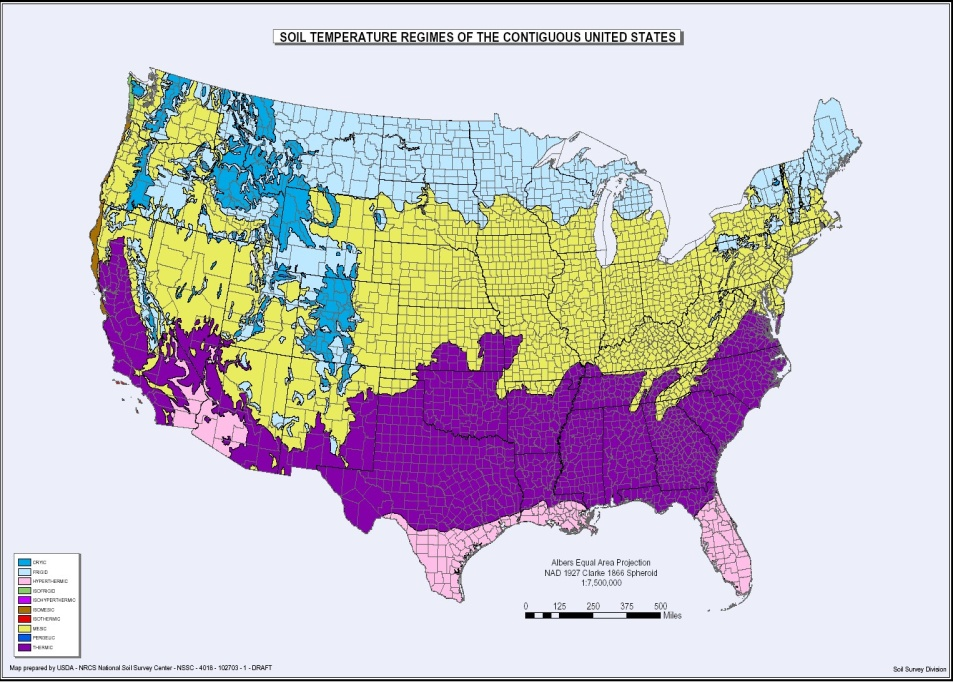 SOIL TEMPERATURE REGIMES OF THE CONTIGUOUS UNITED STATES
CRYIC
FRIGID
HYPERTHERMIC
ISOFRIGID
ISOHYPERTHERMIC
ISOMESIC
ISOTHERMIC
MESIC
PERGELIC
THERMIC
Albers Equal Area Projection
NAD 1927 Clarke 1866 Spheroid
1:7,500,000
0 125 250 375 500
Miles
Map prepared by USDA - NRCS National Soil Survey Center - NSSC - 4018 - 102703 - 1 - DRAFT
Soil Survey Division